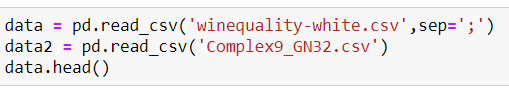 data = pd.read_csv('winequality-white.csv',sep=';')
data2 = pd.read_csv('Complex9_GN32.csv')
data.head()